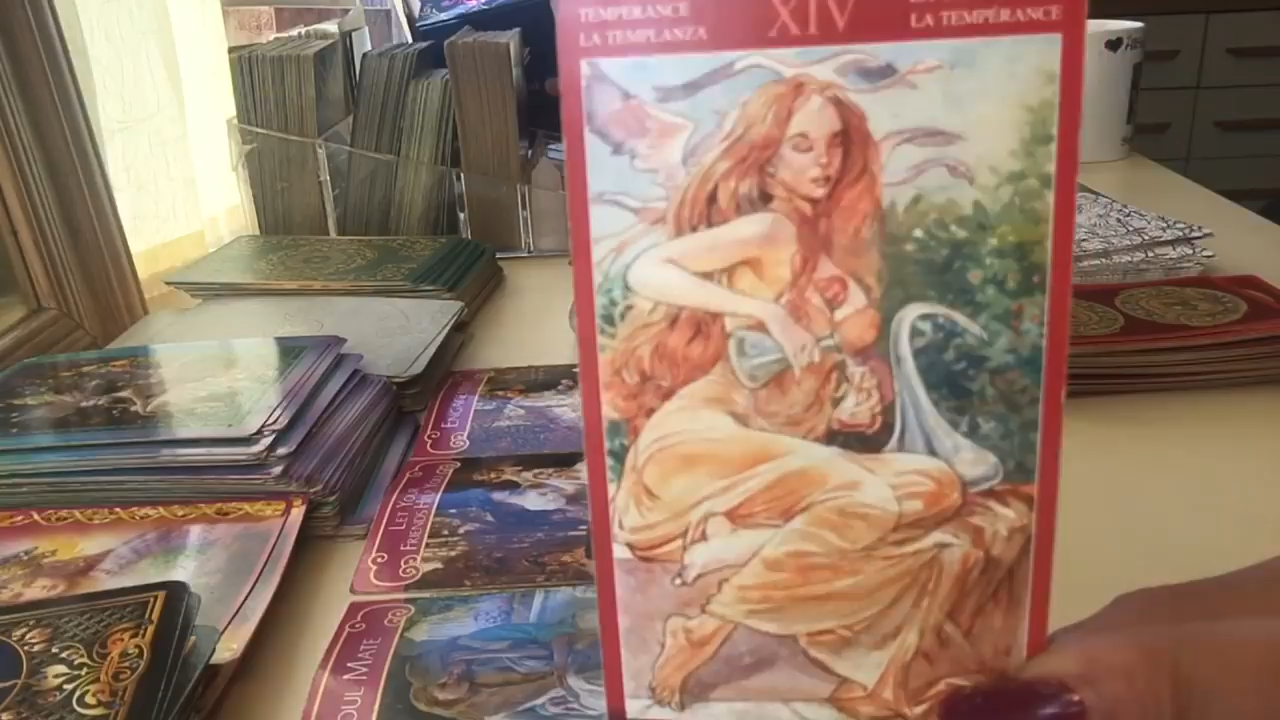 TEMPERANCE
LA TEMPLANZA
XIV
LA TEMPÉRANCE
ENGAGE
LET YOUR
FRIENDS HELP YOU
OUL MATE